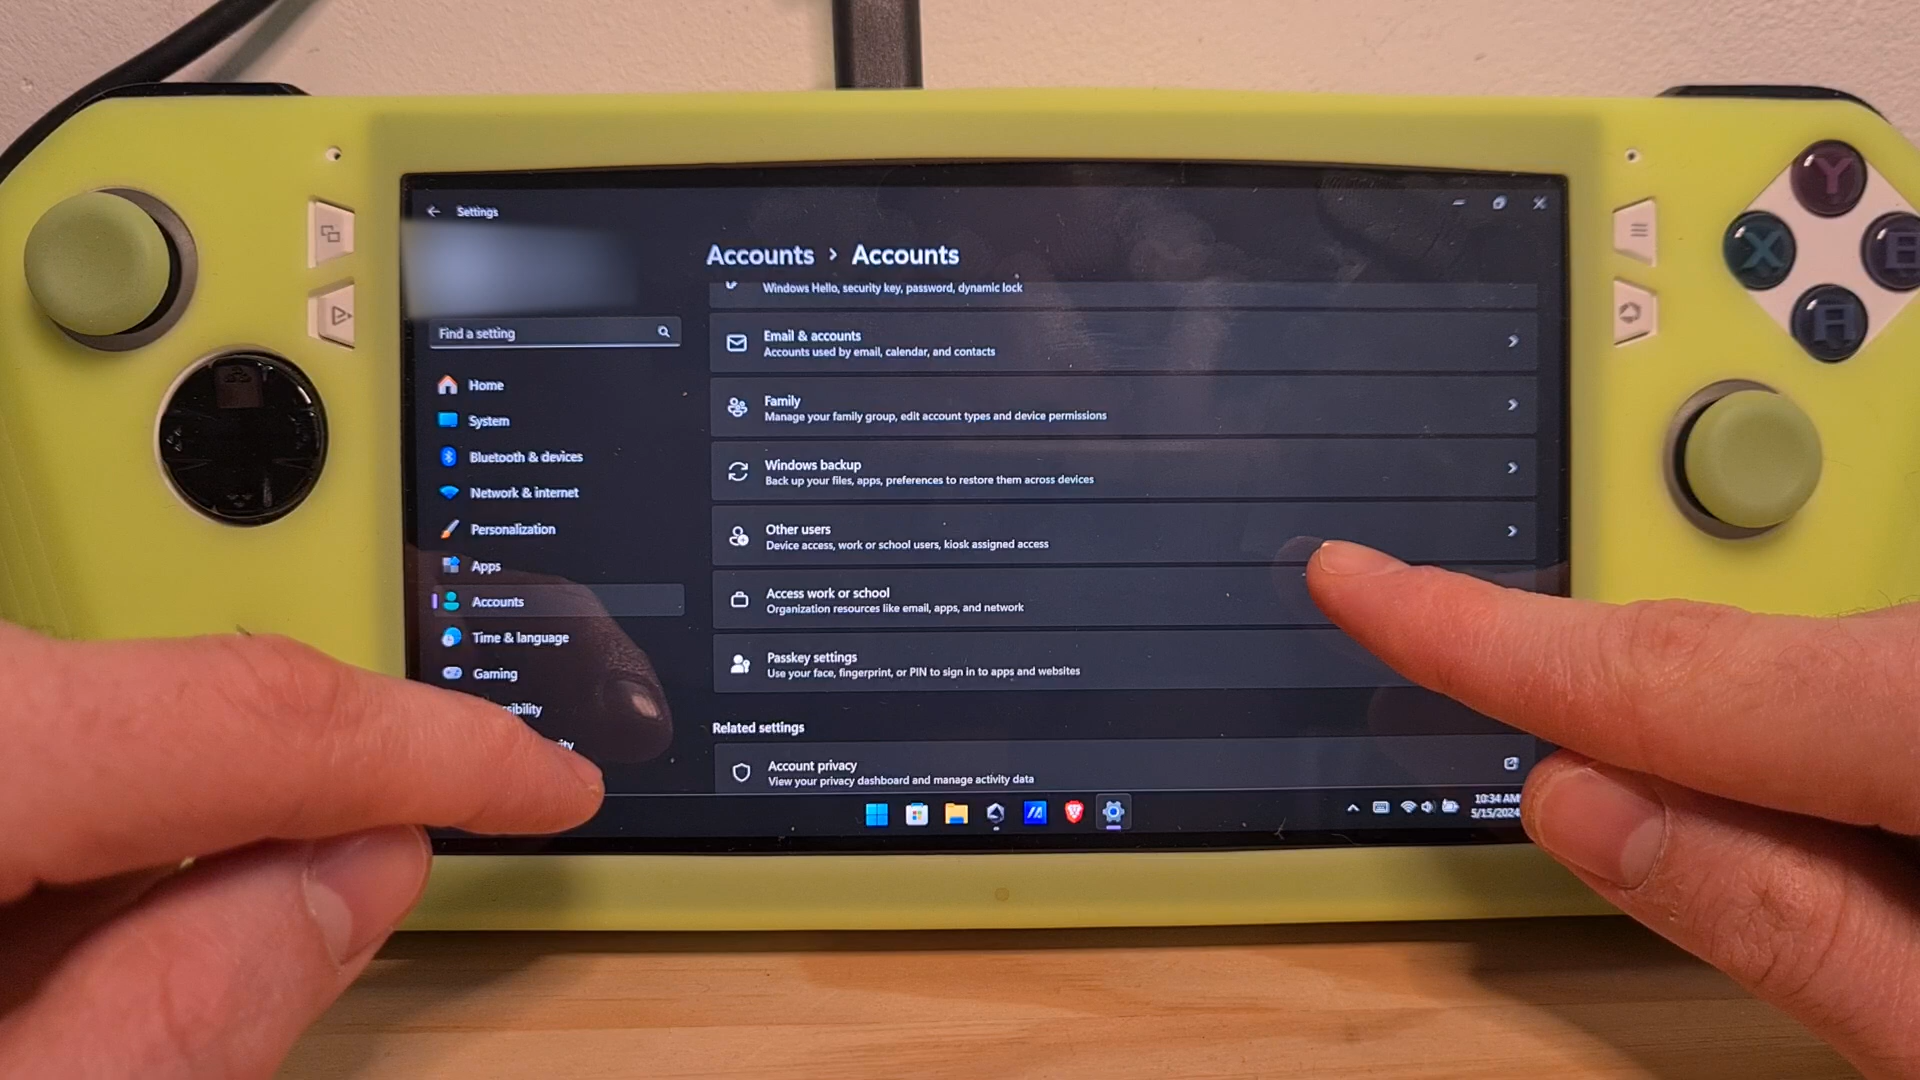 Settings
Accounts > Accounts
Windows Hello, security key, password, dynamic lock
Find a setting
Home
System
Bluetooth & devices
Network & internet
Personalization
Apps
Accounts
Time & language
Gaming
Email & accounts
Accounts used by email, calendar, and contacts
Family
Manage your family group, edit account types and device permissions
Windows backup
Back up your files, apps, preferences to restore them across devices
Other users
Device access, work or school users, kiosk assigned access
Access work or school
Organization resources like email, apps, and network
Passkey settings
Use your face, fingerprint, or PIN to sign in to apps and websites
Related settings
Account privacy
View your privacy dashboard and manage activity data
10:34 AM
5/15/2024
Y
X
B
A